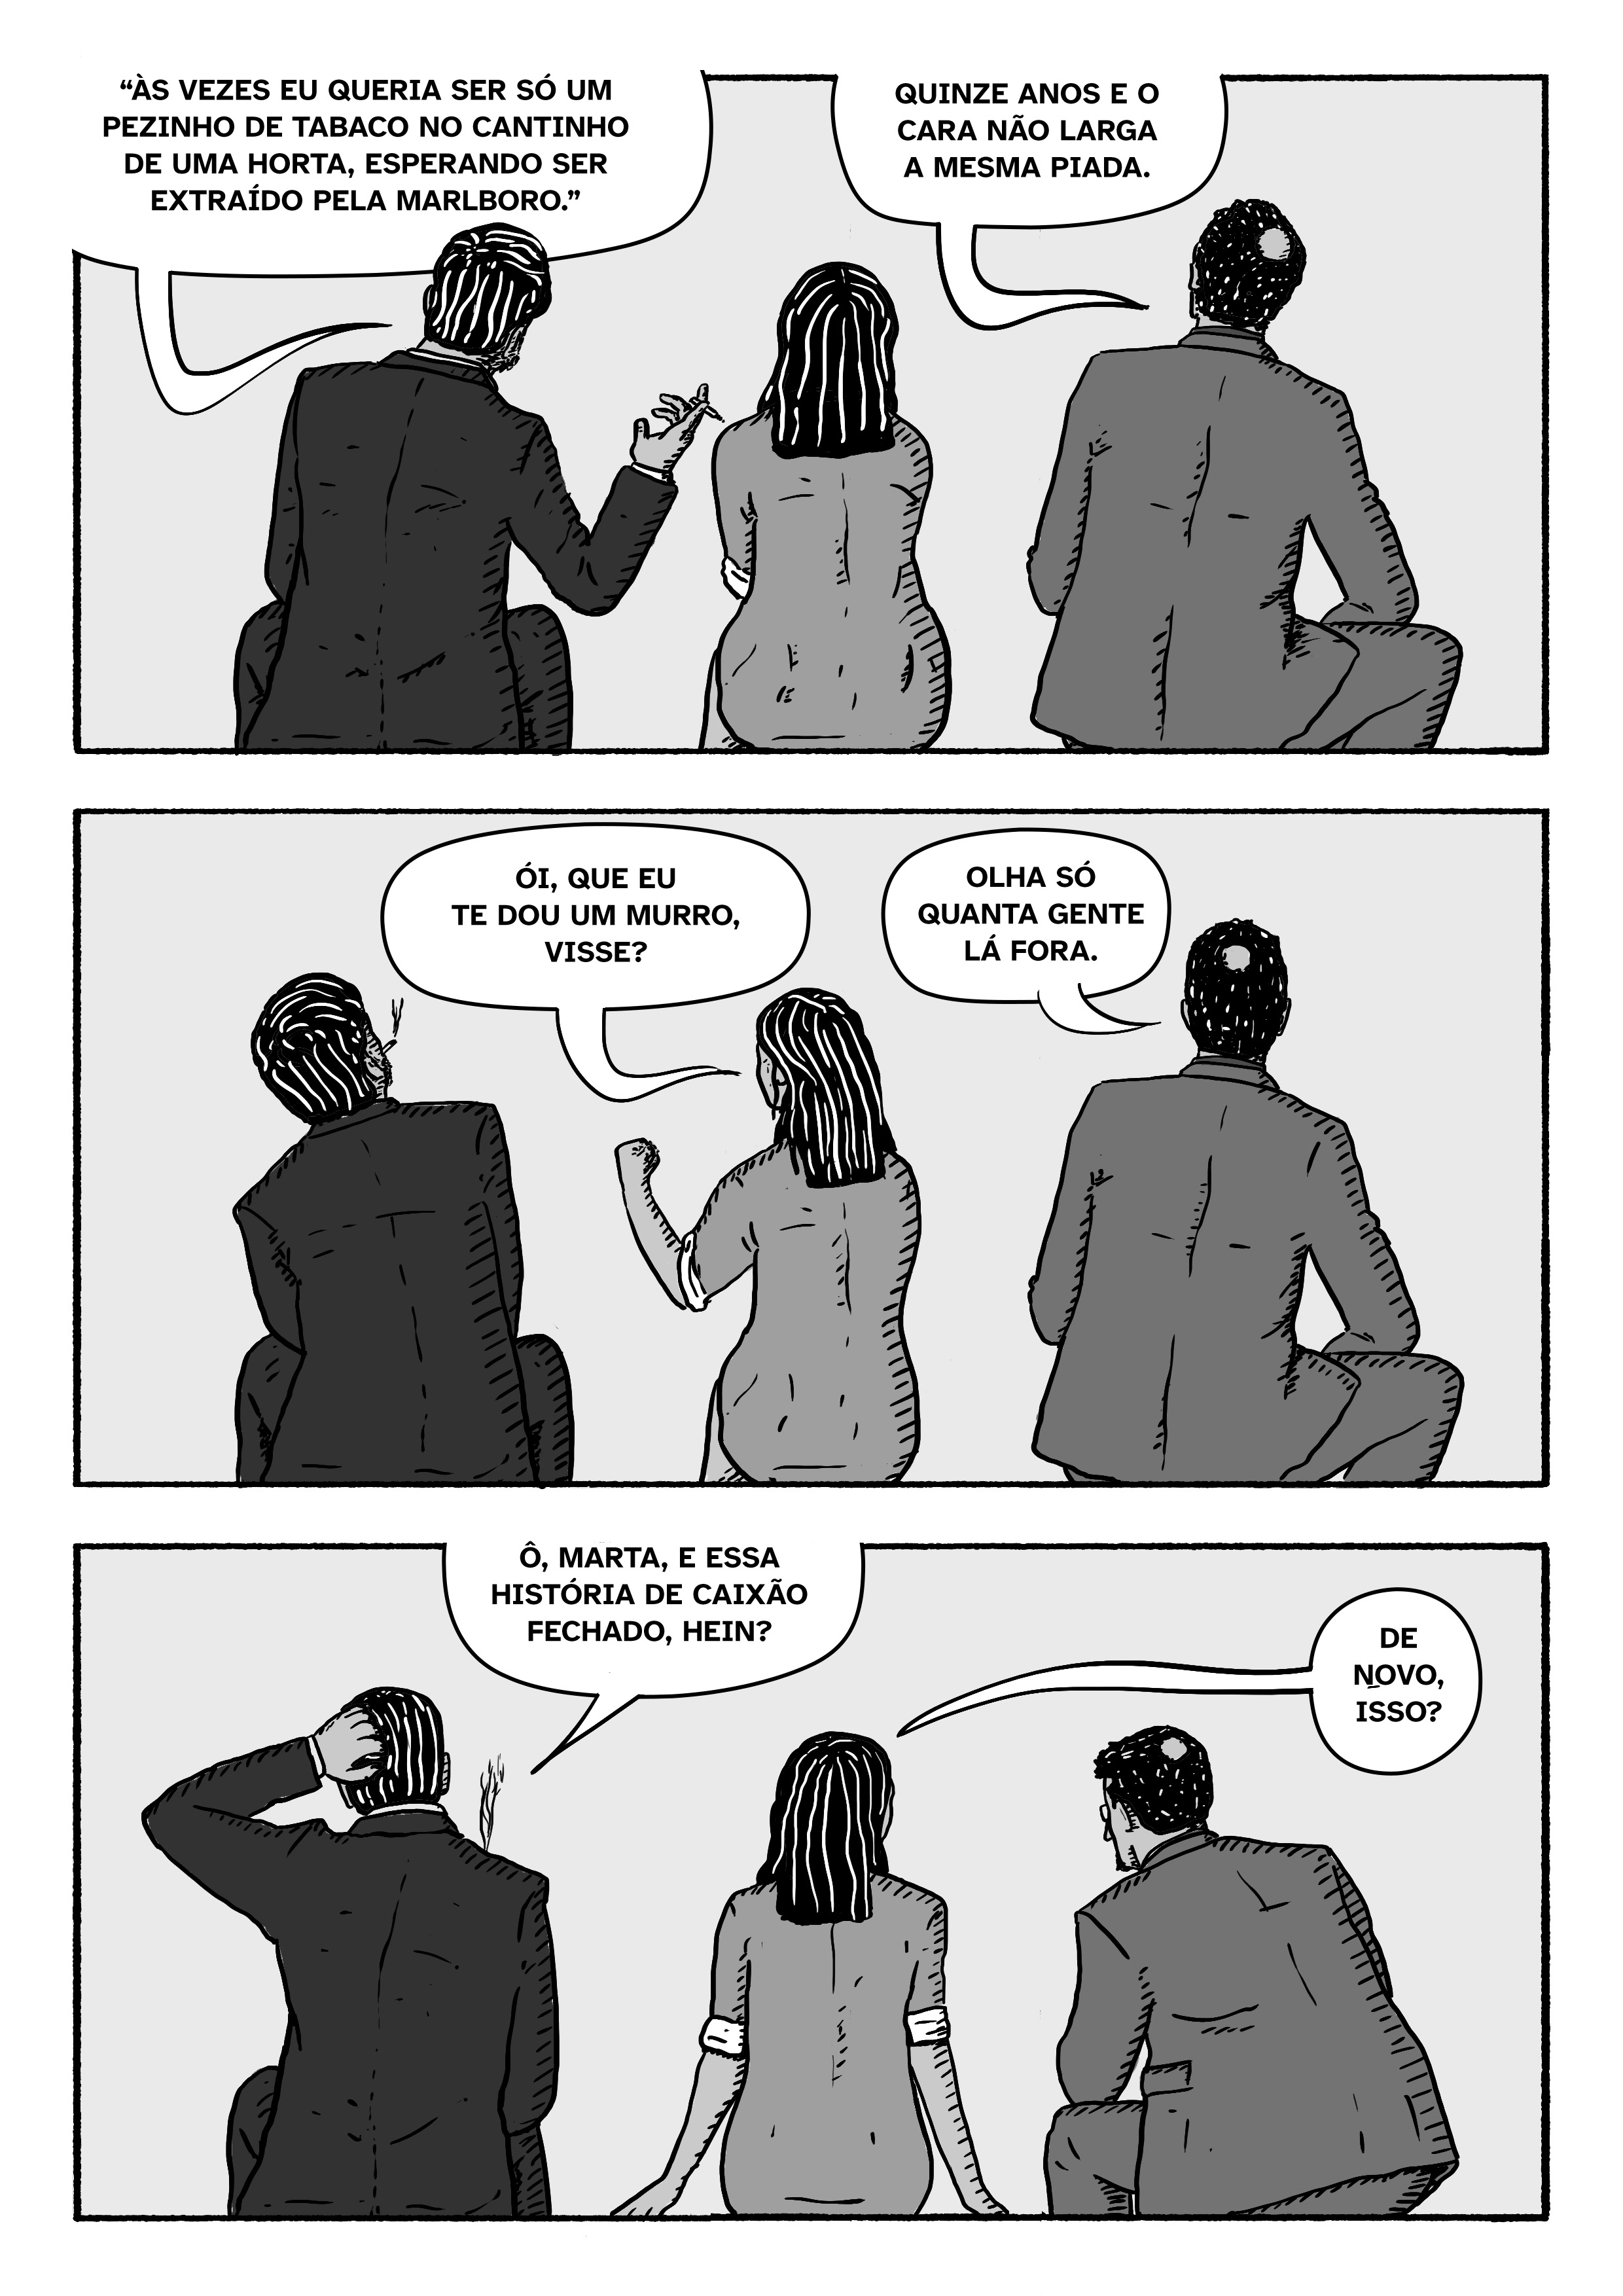 “ÀS VEZES EU QUERIA SER SÓ UM
PEZINHO DE TABACO NO CANTINHO
DE UMA HORTA, ESPERANDO SER
EXTRAÍDO PELA MARLBORO.”
QUINZE ANOS E O
CARA NÃO LARGA
A MESMA PIADA.
ÓI, QUE EU
TE DOU UM MURRO,
VISSE?
OLHA SÓ
QUANTA GENTE
LÁ FORA.
Ô, MARTA, E ESSA
HISTÓRIA DE CAIXÃO
FECHADO, HEIN?
DE
NOVO,
ISSO?